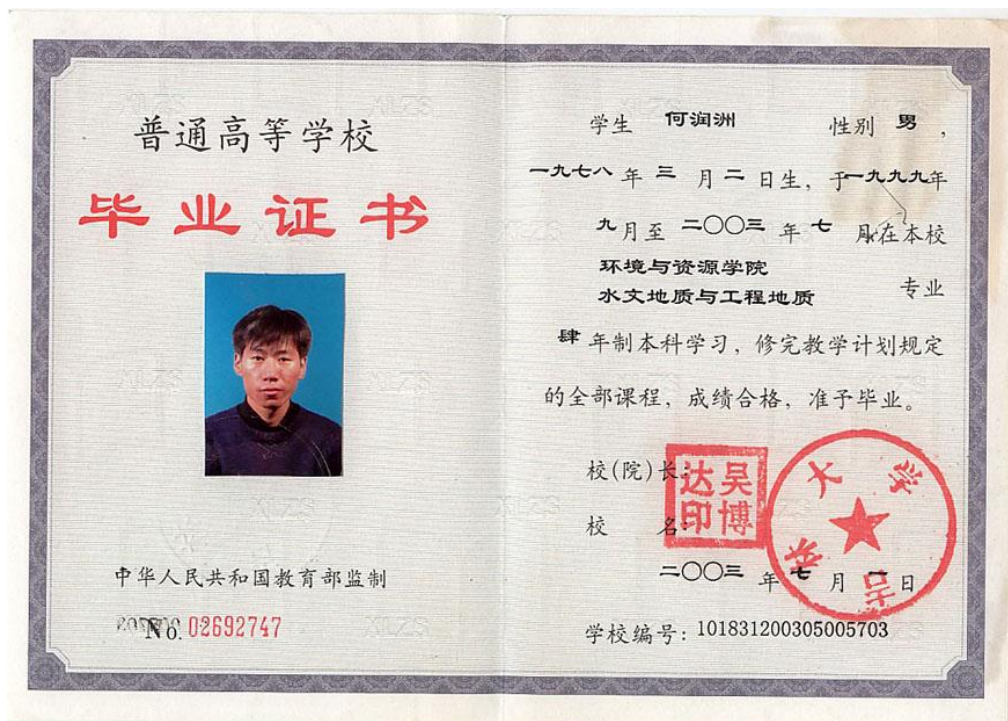 普通高等学校
毕业证书
中华人民共和国教育部监制
No. 02692747
学生 何润洲 性别 男，
一九七八年三月二日生，于一九九九年
九月至二〇〇三年七月在本校
环境与资源学院
水文地质与工程地质 专业
肆年制本科学习，修完教学计划规定
的全部课程，成绩合格，准予毕业。
校(院)长：
吴博达印
校名：
吉林大学
二〇〇三年七月一日
学校编号：101831200305005703